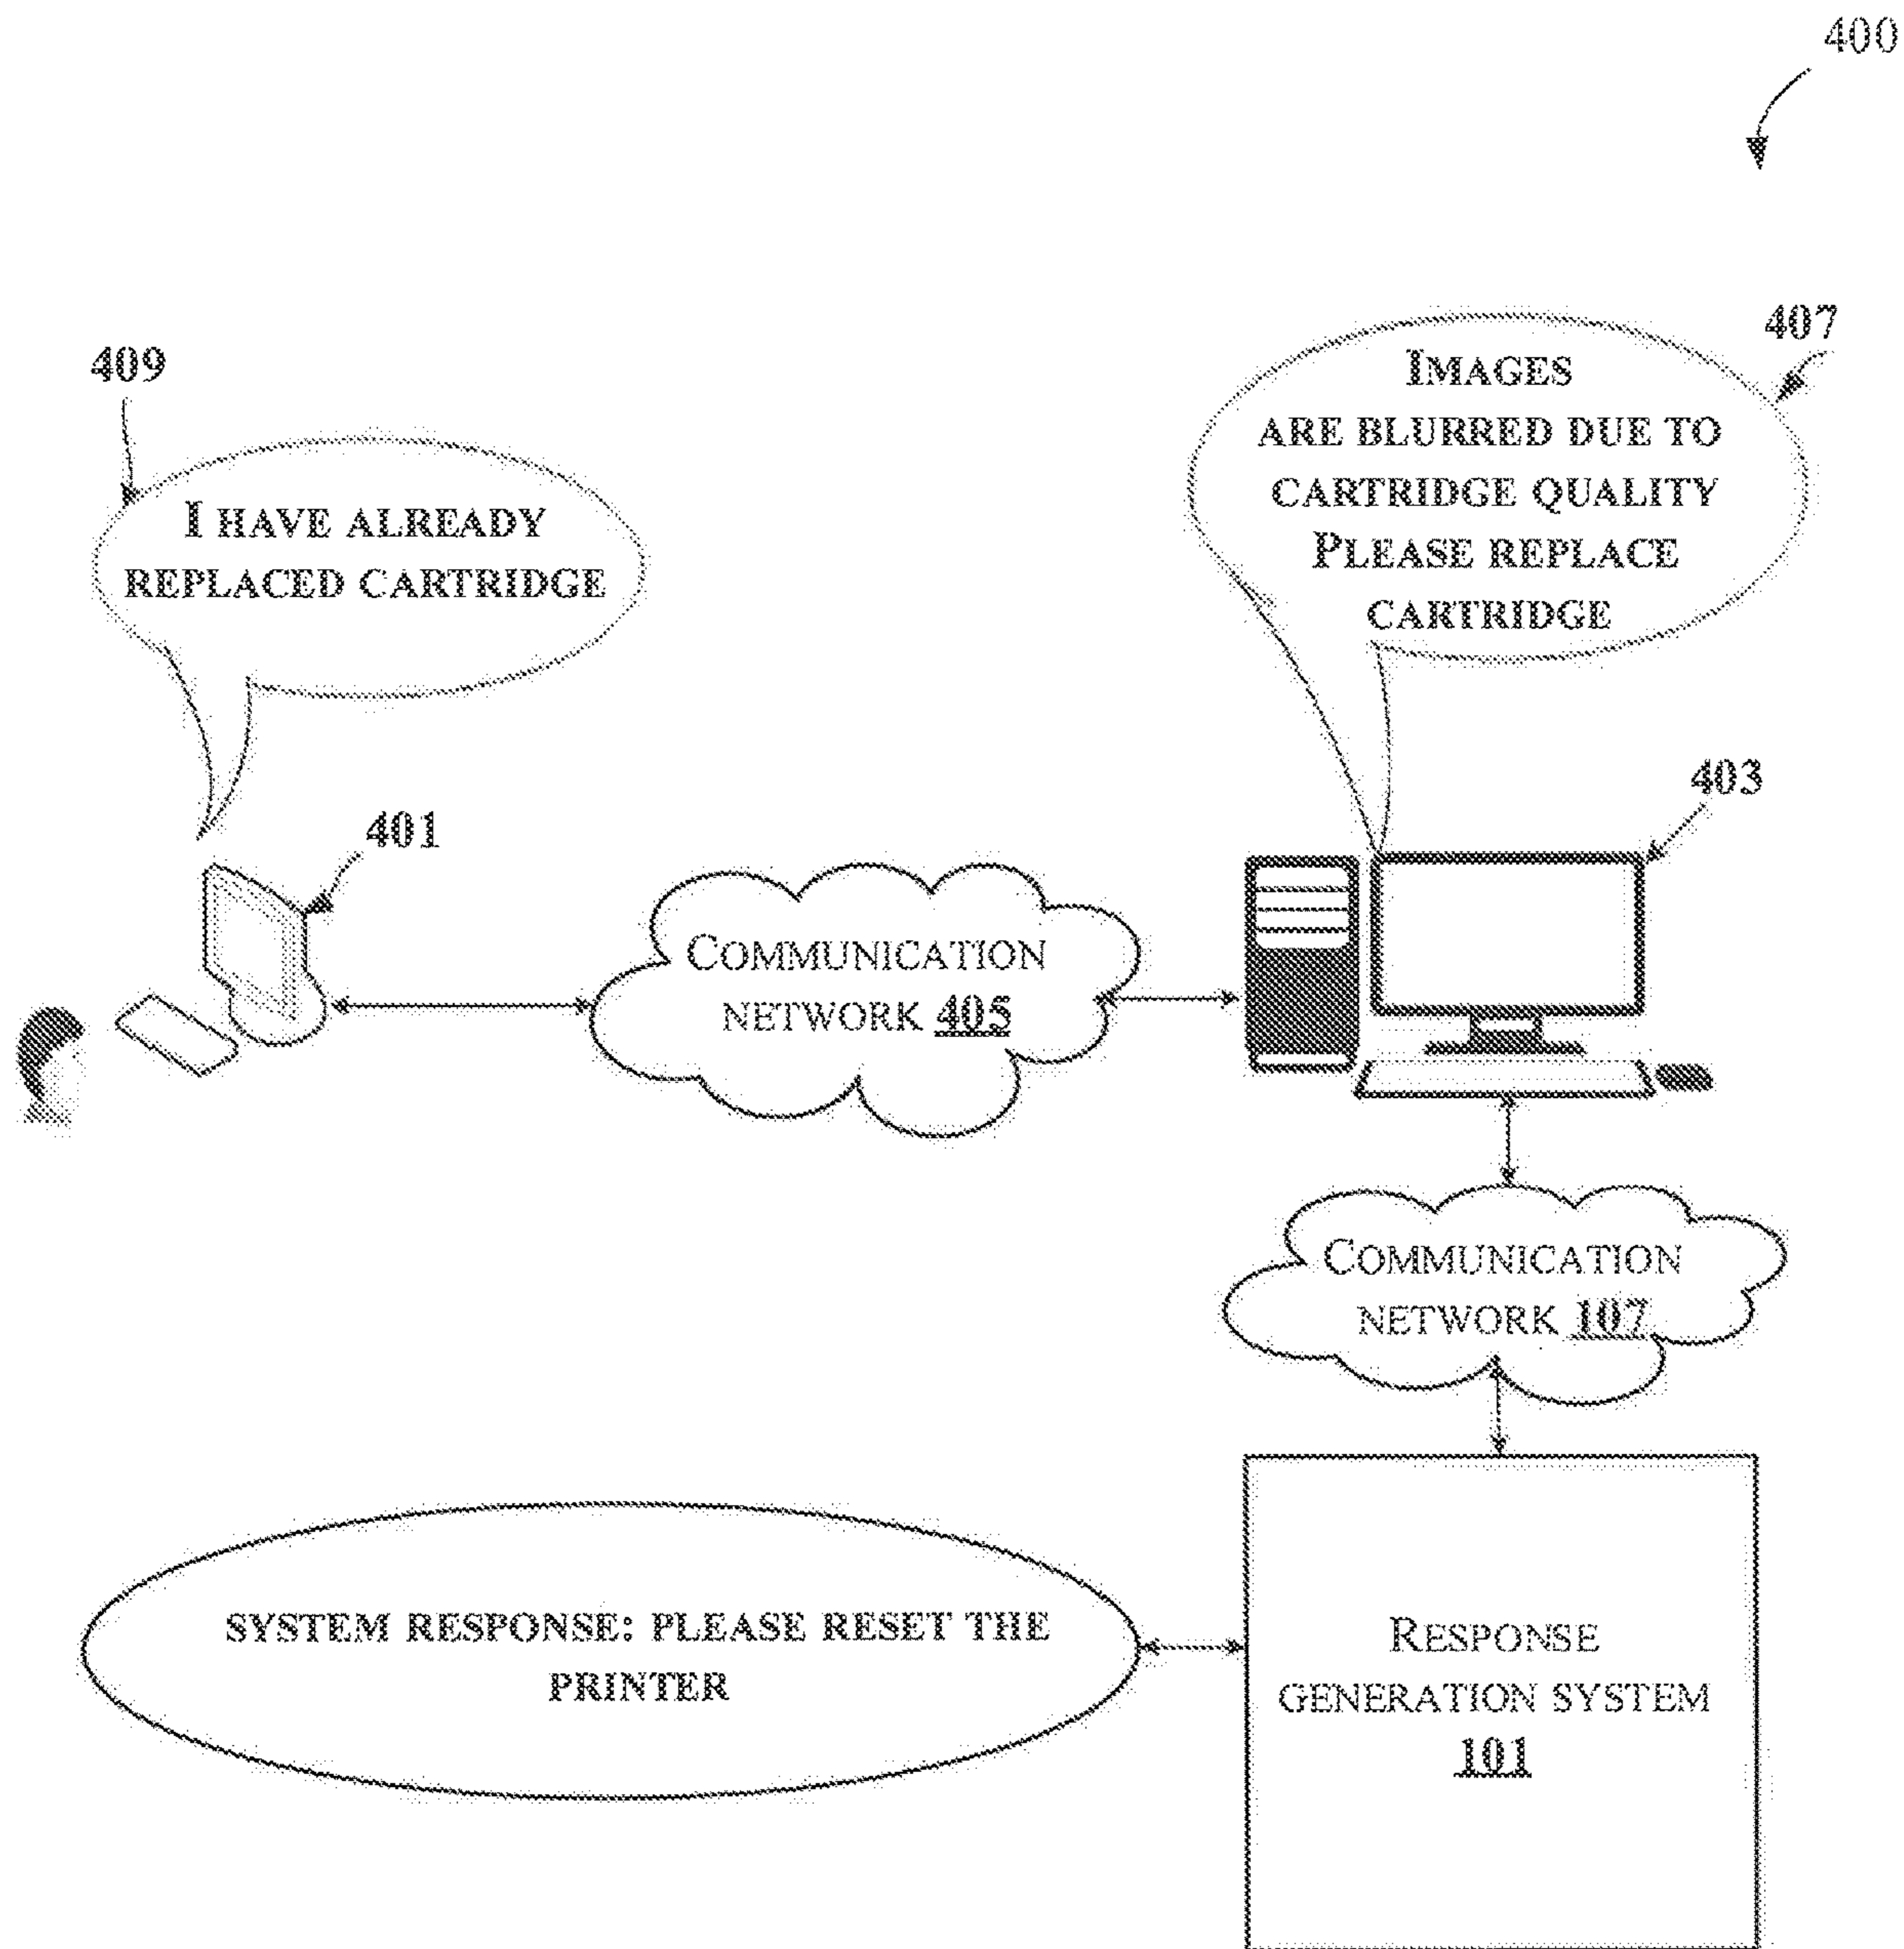 400
407
409
IMAGES
ARE BLURRED DUE TO
CARTRIDGE QUALITY
PLEASE REPLACE
CARTRIDGE
I HAVE ALREADY
REPLACED CARTRIDGE
403
401
COMMUNICATION
NETWORK 405
COMMUNICATION
NETWORK 107
SYSTEM RESPONSE: PLEASE RESET THE
PRINTER
RESPONSE
GENERATION SYSTEM
101